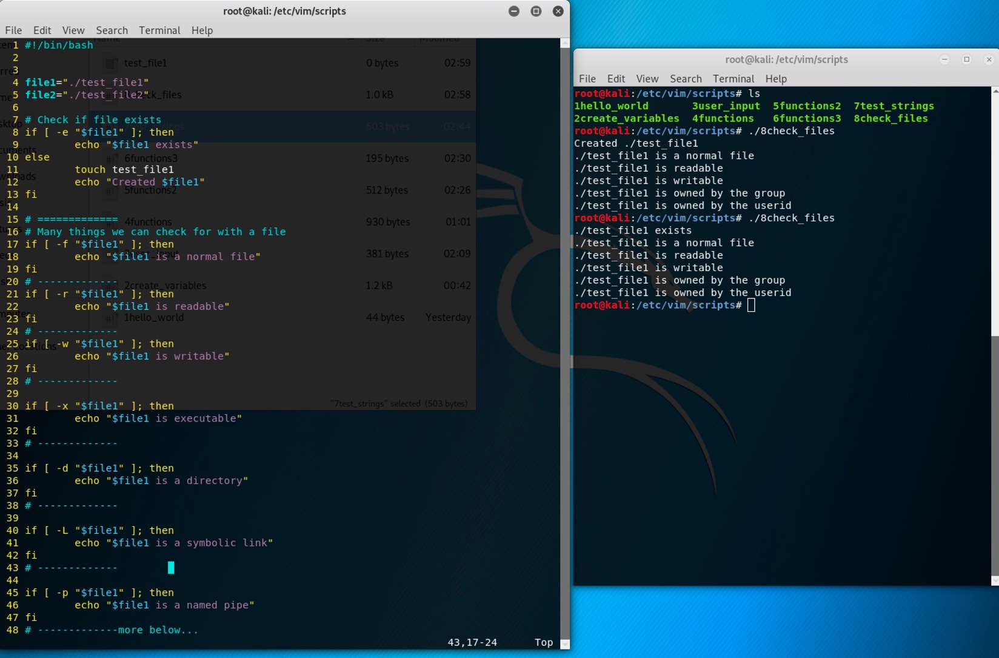 root@kali: /etc/vim/scripts
File Edit View Search Terminal Help
Name Size Modified
1 #!/bin/bash
2
3
4 file1="./test_file1"
5 file2="./test_file2"
6
7 # Check if file exists
8 if [ -e "$file1" ]; then
9 echo "$file1 exists"
10 else
11 touch test_file1
12 echo "Created $file1"
13 fi
14
15 # =============
16 # Many things we can check for with a file
17 if [ -f "$file1" ]; then
18 echo "$file1 is a normal file"
19 fi
20 # -------------
21 if [ -r "$file1" ]; then
22 echo "$file1 is readable"
23 fi
24 # -------------
25 if [ -w "$file1" ]; then
26 echo "$file1 is writable"
27 fi
28 # -------------
29
30 if [ -x "$file1" ]; then
31 echo "$file1 is executable"
32 fi
33 # -------------
34
35 if [ -d "$file1" ]; then
36 echo "$file1 is a directory"
37 fi
38 # -------------
39
40 if [ -L "$file1" ]; then
41 echo "$file1 is a symbolic link"
42 fi
43 # -------------
44
45 if [ -p "$file1" ]; then
46 echo "$file1 is a named pipe"
47 fi
48 # -------------more below...
43,17-24 Top
test_file1 0 bytes 02:59
1.0 kB 02:58
503 bytes 02:44
6functions3 195 bytes 02:30
5functions2 512 bytes 02:26
4functions 930 bytes 01:01
381 bytes 02:09
2create_variables 1.2 kB 00:42
1hello_world 44 bytes Yesterday
"7test_strings" selected (503 bytes)
root@kali: /etc/vim/scripts
File Edit View Search Terminal Help
root@kali:/etc/vim/scripts# ls
1hello_world 3user_input 5functions2 7test_strings
2create_variables 4functions 6functions3 8check_files
root@kali:/etc/vim/scripts# ./8check_files
Created ./test_file1
./test_file1 is a normal file
./test_file1 is readable
./test_file1 is writable
./test_file1 is owned by the group
./test_file1 is owned by the userid
root@kali:/etc/vim/scripts# ./8check_files
./test_file1 exists
./test_file1 is a normal file
./test_file1 is readable
./test_file1 is writable
./test_file1 is owned by the group
./test_file1 is owned by the userid
root@kali:/etc/vim/scripts#